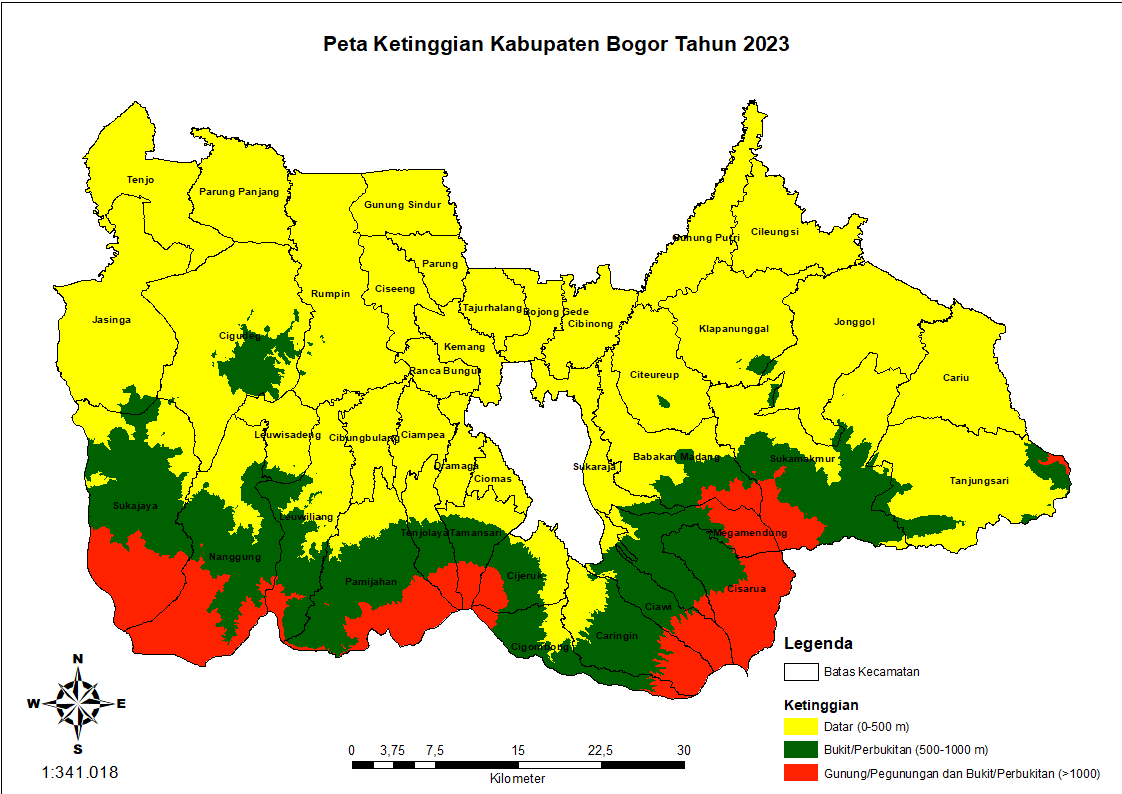 Peta Ketinggian Kabupaten Bogor Tahun 2023
Tenjo
Parung Panjang
Gunung Sindur
Gunung Putri
Cileungsi
Parung
Ciseeng
Rumpin
Tajurhalang
Bojong Gede
Cibinong
Jasinga
Cigudeg
Klapanunggal
Jonggol
Kemang
Ranca Bungur
Citeureup
Cariu
Leuwisadeng
Cibungbulang
Ciampea
Dramaga
Ciomas
Sukaraja
Babakan Madang
Sukamakmur
Tanjungsari
Sukajaya
Leuwiliang
Nanggung
Tenjolaya
Tamansari
Megamendung
Pamijahan
Cijeruk
Cisarua
Ciawi
Caringin
Cigombong
Legenda
Batas Kecamatan
Ketinggian
Datar (0-500 m)
Bukit/Perbukitan (500-1000 m)
Gunung/Pegunungan dan Bukit/Perbukitan (>1000)
N
W E
S
1:341.018
0 3,75 7,5 15 22,5 30
Kilometer